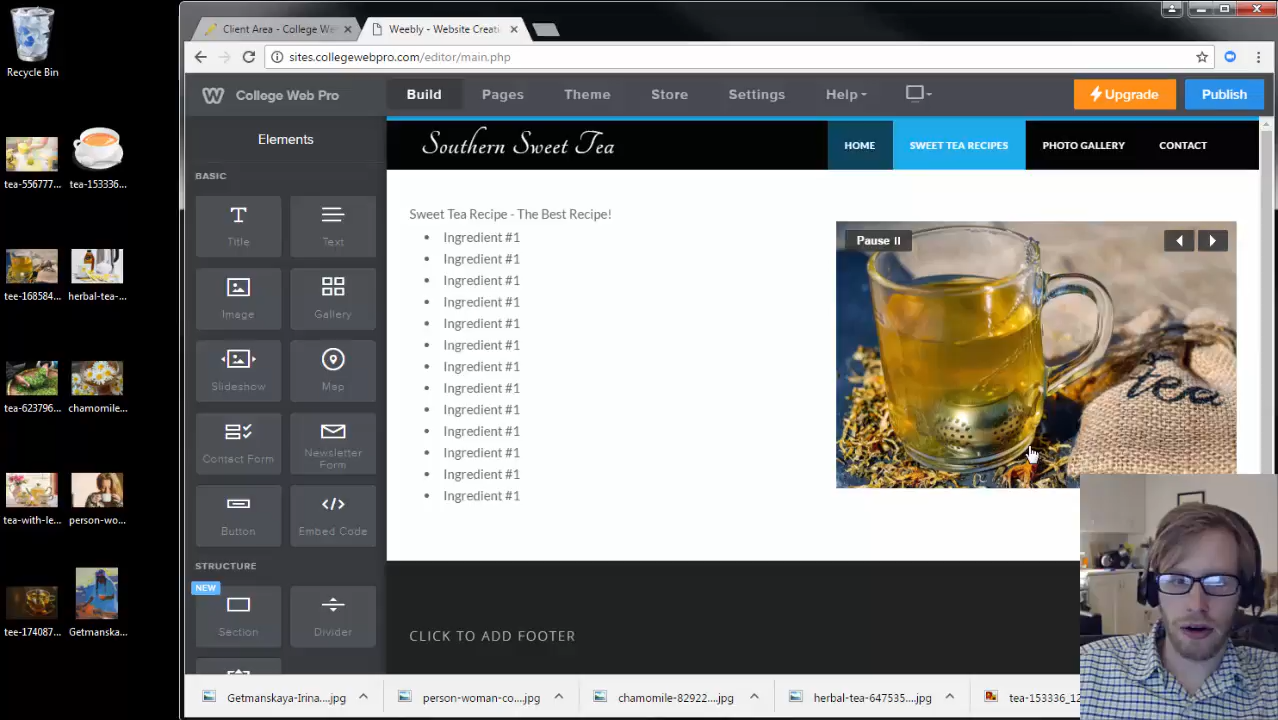 Recycle Bin
tea-556777...
tea-153336...
tee-168584...
herbal-tea-...
tea-623796...
chamomile...
tea-with-le...
person-wo...
tee-174087...
Getmanska...
Client Area - College We
Weebly - Website Creati
sites.collegewebpro.com/editor/main.php
College Web Pro
Build
Pages
Theme
Store
Settings
Help
Upgrade
Publish
Elements
BASIC
Title
Text
Image
Gallery
Slideshow
Map
Contact Form
Newsletter
Form
Button
Embed Code
STRUCTURE
NEW
Section
Divider
Southern Sweet Tea
HOME
SWEET TEA RECIPES
PHOTO GALLERY
CONTACT
Sweet Tea Recipe - The Best Recipe!
• Ingredient #1
• Ingredient #1
• Ingredient #1
• Ingredient #1
• Ingredient #1
• Ingredient #1
• Ingredient #1
• Ingredient #1
• Ingredient #1
• Ingredient #1
• Ingredient #1
• Ingredient #1
• Ingredient #1
Pause
tea
CLICK TO ADD FOOTER
Getmanskaya-Irina....jpg
person-woman-co....jpg
chamomile-82922....jpg
herbal-tea-647535....jpg
tea-153336_12